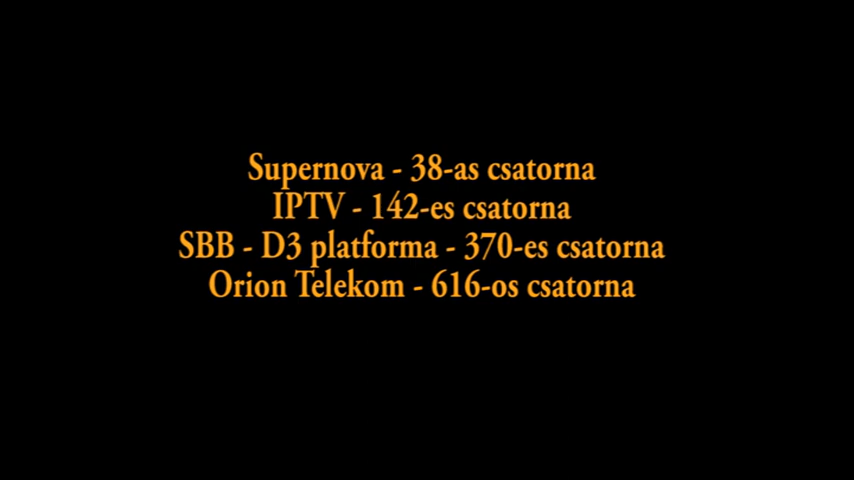 Supernova - 38-as csatorna
IPTV - 142-es csatorna
SBB - D3 platforma - 370-es csatorna
Orion Telekom - 616-os csatorna